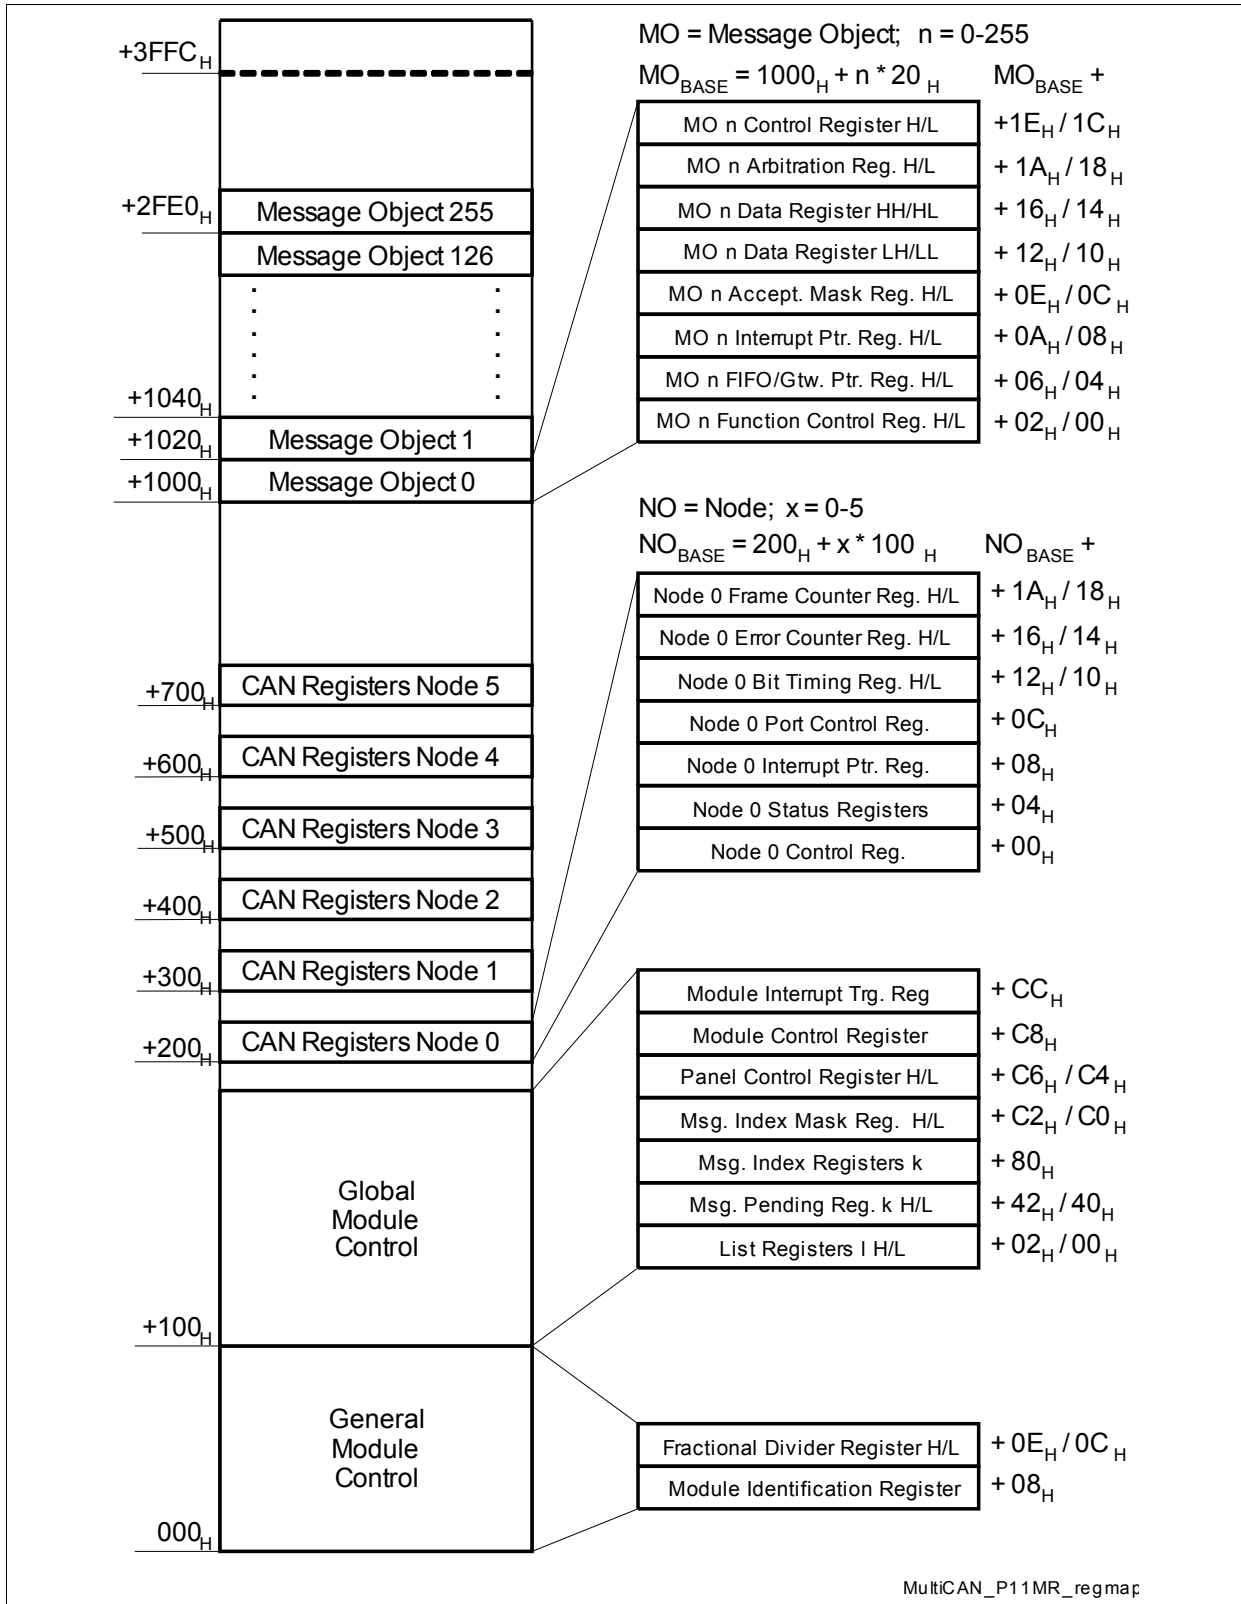 +3FFC_H
+2FE0_H
Message Object 255
Message Object 126
+1040_H
+1020_H
Message Object 1
+1000_H
Message Object 0
+700_H
CAN Registers Node 5
+600_H
CAN Registers Node 4
+500_H
CAN Registers Node 3
+400_H
CAN Registers Node 2
+300_H
CAN Registers Node 1
+200_H
CAN Registers Node 0
Global
Module
Control
+100_H
General
Module
Control
000_H
MO = Message Object; n = 0-255
MO_BASE = 1000_H + n * 20_H MO_BASE +
MO n Control Register H/L +1E_H / 1C_H
MO n Arbitration Reg. H/L + 1A_H / 18_H
MO n Data Register HH/HL + 16_H / 14_H
MO n Data Register LH/LL + 12_H / 10_H
MO n Accept. Mask Reg. H/L + 0E_H / 0C_H
MO n Interrupt Ptr. Reg. H/L + 0A_H / 08_H
MO n FIFO/Gtw. Ptr. Reg. H/L + 06_H / 04_H
MO n Function Control Reg. H/L + 02_H / 00_H
NO = Node; x = 0-5
NO_BASE = 200_H + x * 100_H NO_BASE +
Node 0 Frame Counter Reg. H/L + 1A_H / 18_H
Node 0 Error Counter Reg. H/L + 16_H / 14_H
Node 0 Bit Timing Reg. H/L + 12_H / 10_H
Node 0 Port Control Reg. + 0C_H
Node 0 Interrupt Ptr. Reg. + 08_H
Node 0 Status Registers + 04_H
Node 0 Control Reg. + 00_H
Module Interrupt Trg. Reg + CC_H
Module Control Register + C8_H
Panel Control Register H/L + C6_H / C4_H
Msg. Index Mask Reg. H/L + C2_H / C0_H
Msg. Index Registers k + 80_H
Msg. Pending Reg. k H/L + 42_H / 40_H
List Registers l H/L + 02_H / 00_H
Fractional Divider Register H/L + 0E_H / 0C_H
Module Identification Register + 08_H
MultiCAN_P11MR_regmap